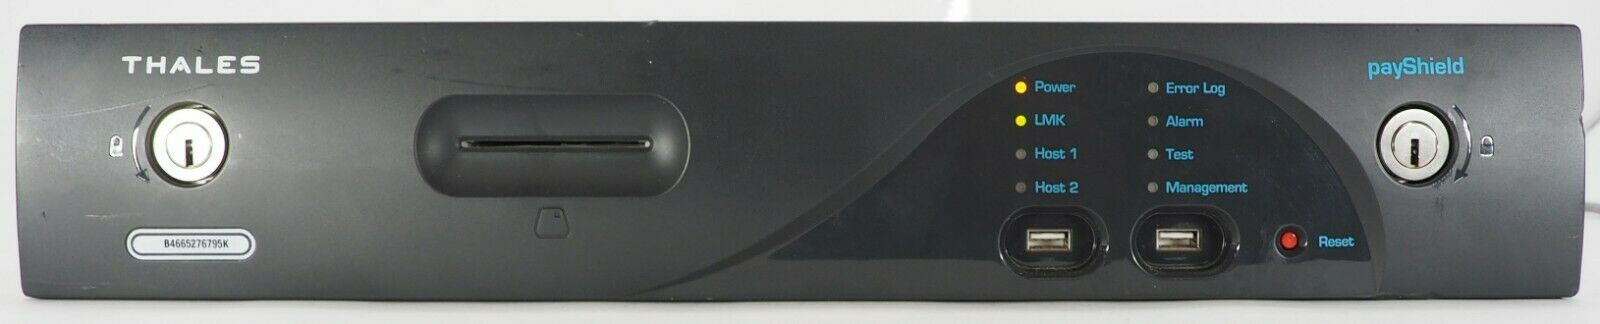 THALES
payShield
Power
Error Log
LMK
Alarm
Host 1
Test
Host 2
Management
Reset
B4665276795K